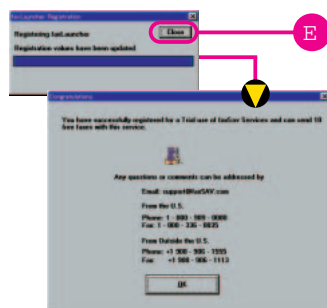 faxLauncher Registration
Registering faxLauncher
Close
E
Registration values have been updated
Congratulations
You have successfully registered for a Trial use of faxSav Services and can send 10
free faxes with this service.
Any questions or comments can be addressed by
Email: support@faxSAV.com
From the U.S.
Phone: 1 - 800 - 989 - 0000
Fax: 1 - 800 - 336 - 0035
From Outside the U.S.
Phone: +1 908 - 906 - 1555
Fax: +1 908 - 906 - 1113
OK